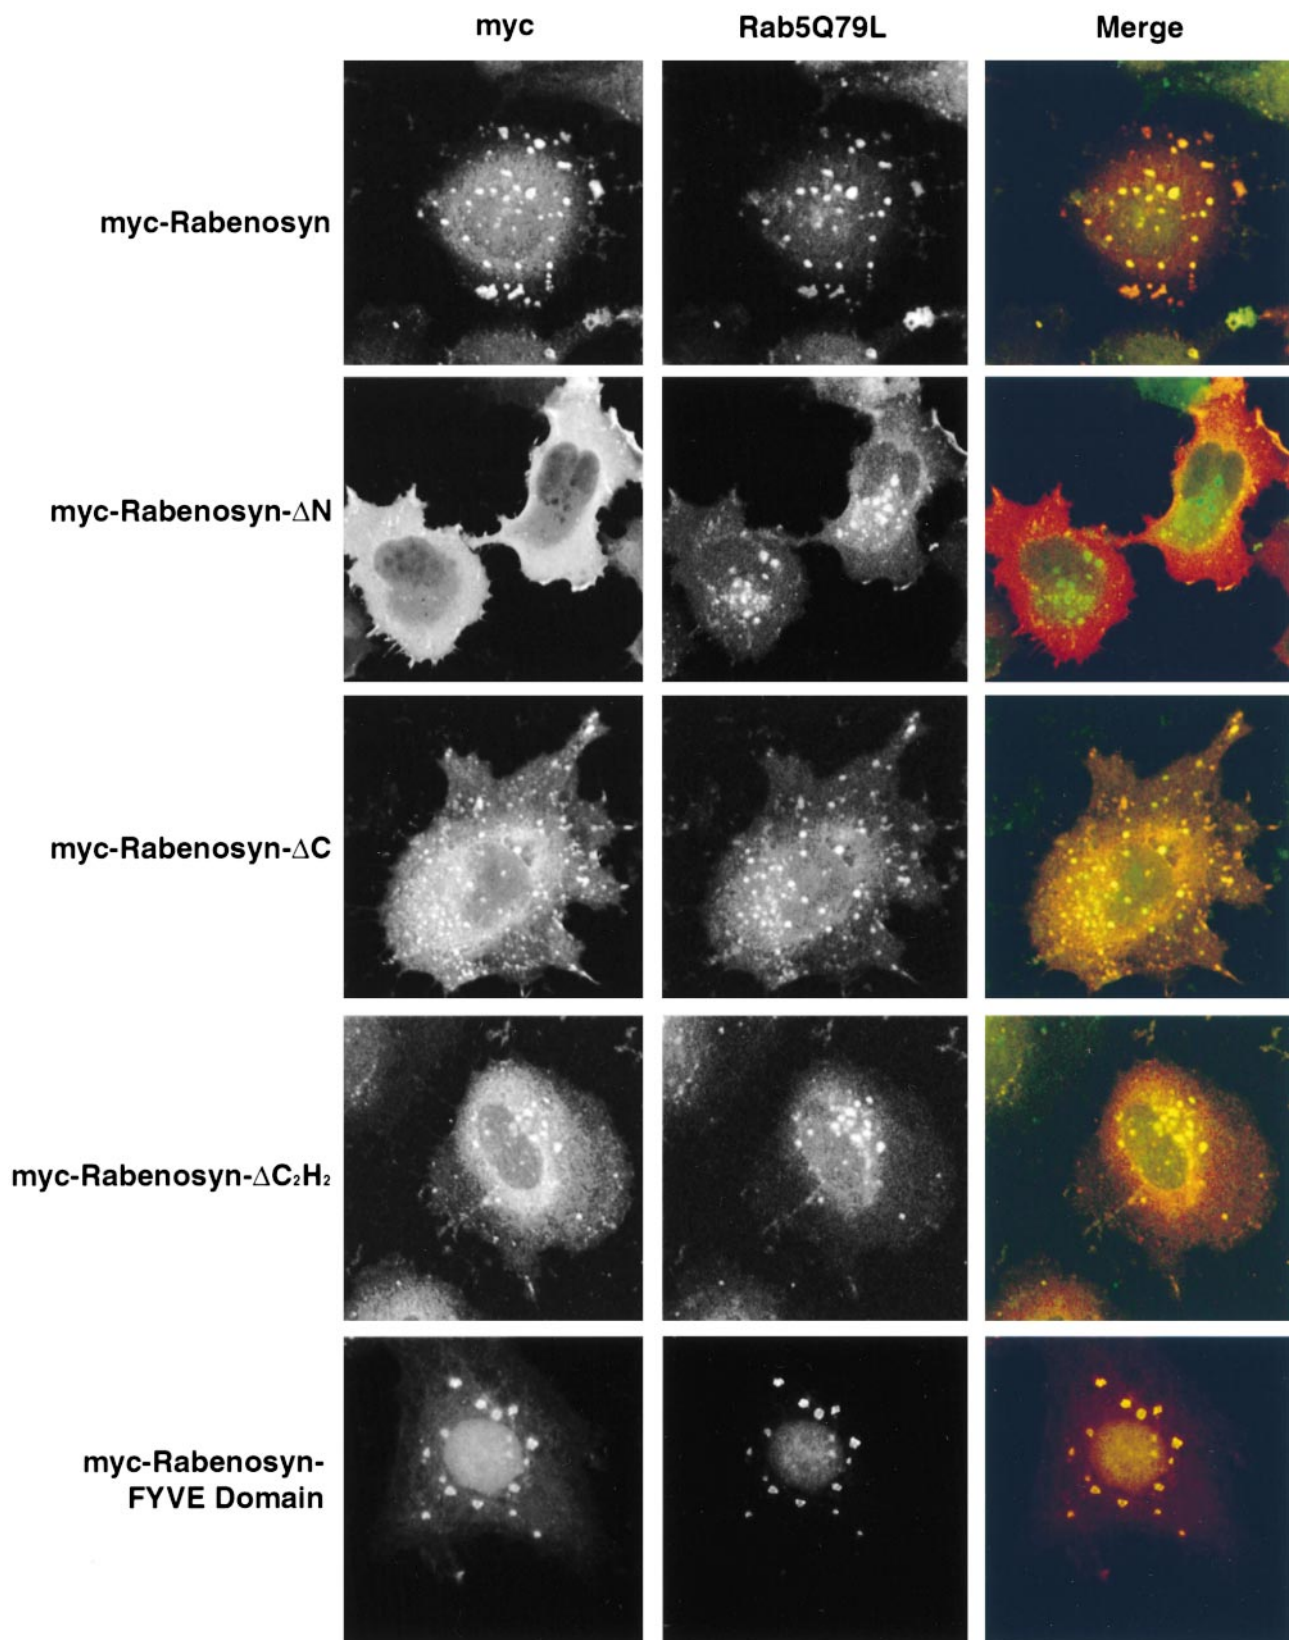 myc Rab5Q79L Merge
myc-Rabenosyn
myc-Rabenosyn-ΔN
myc-Rabenosyn-ΔC
myc-Rabenosyn-ΔC₂H₂
myc-Rabenosyn-
FYVE Domain